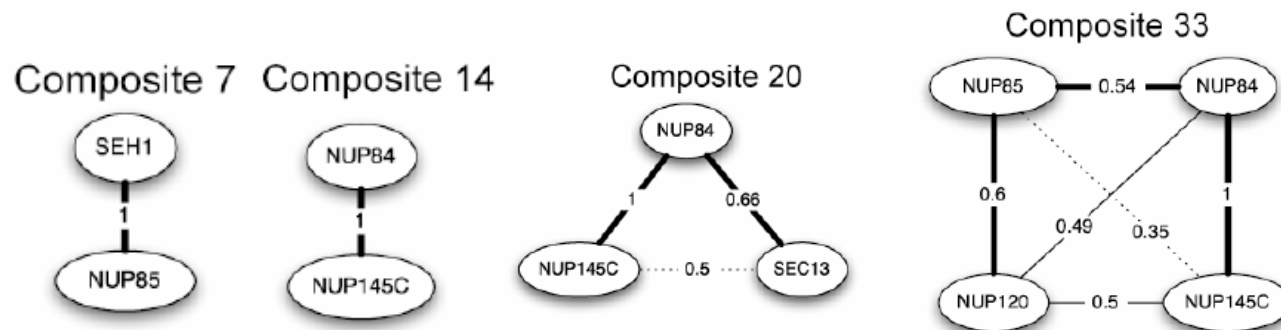 Composite 7
SEH1
1
NUP85
Composite 14
NUP84
1
NUP145C
Composite 20
NUP84
1
0.66
NUP145C
0.5
SEC13
Composite 33
NUP85
0.54
NUP84
0.6
1
0.49
0.35
NUP120
0.5
NUP145C